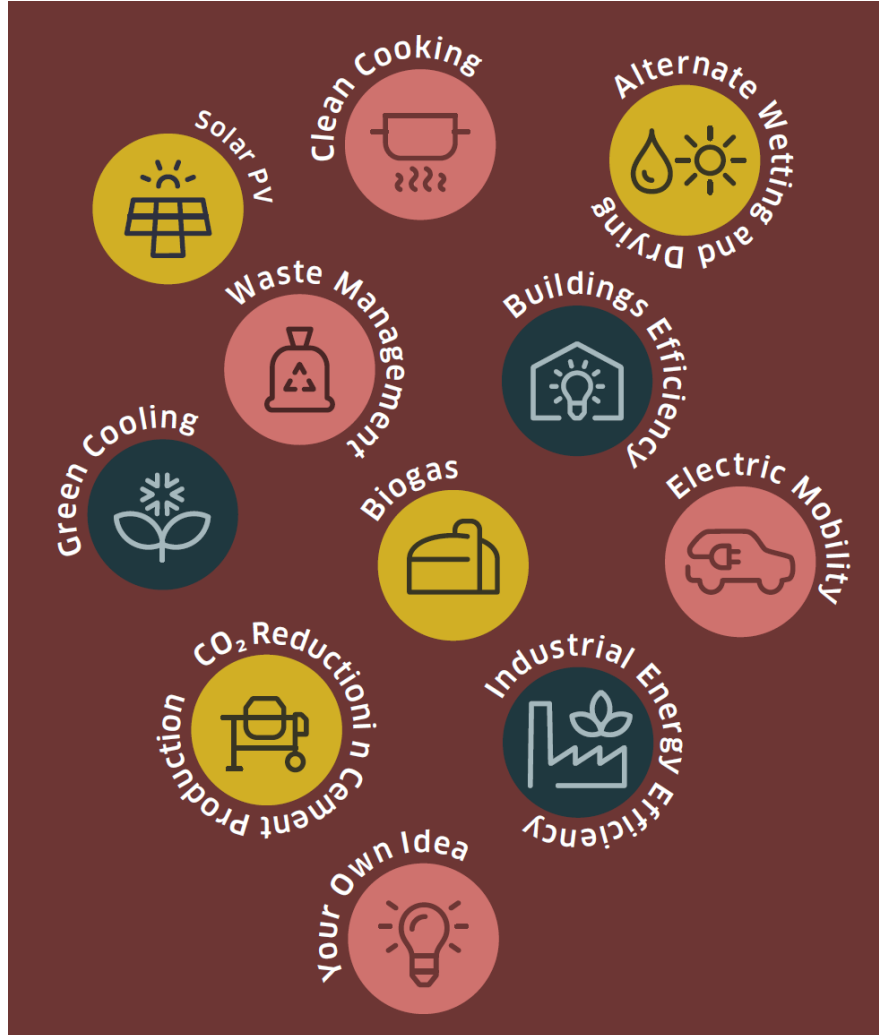 Clean Cooking
Alternate Wetting and Drying
Solar PV
Waste Management
Buildings Efficiency
Green Cooling
Biogas
Electric Mobility
CO₂ Reductioni n Cement Production
Industrial Energy Efficiency
Your Own Idea